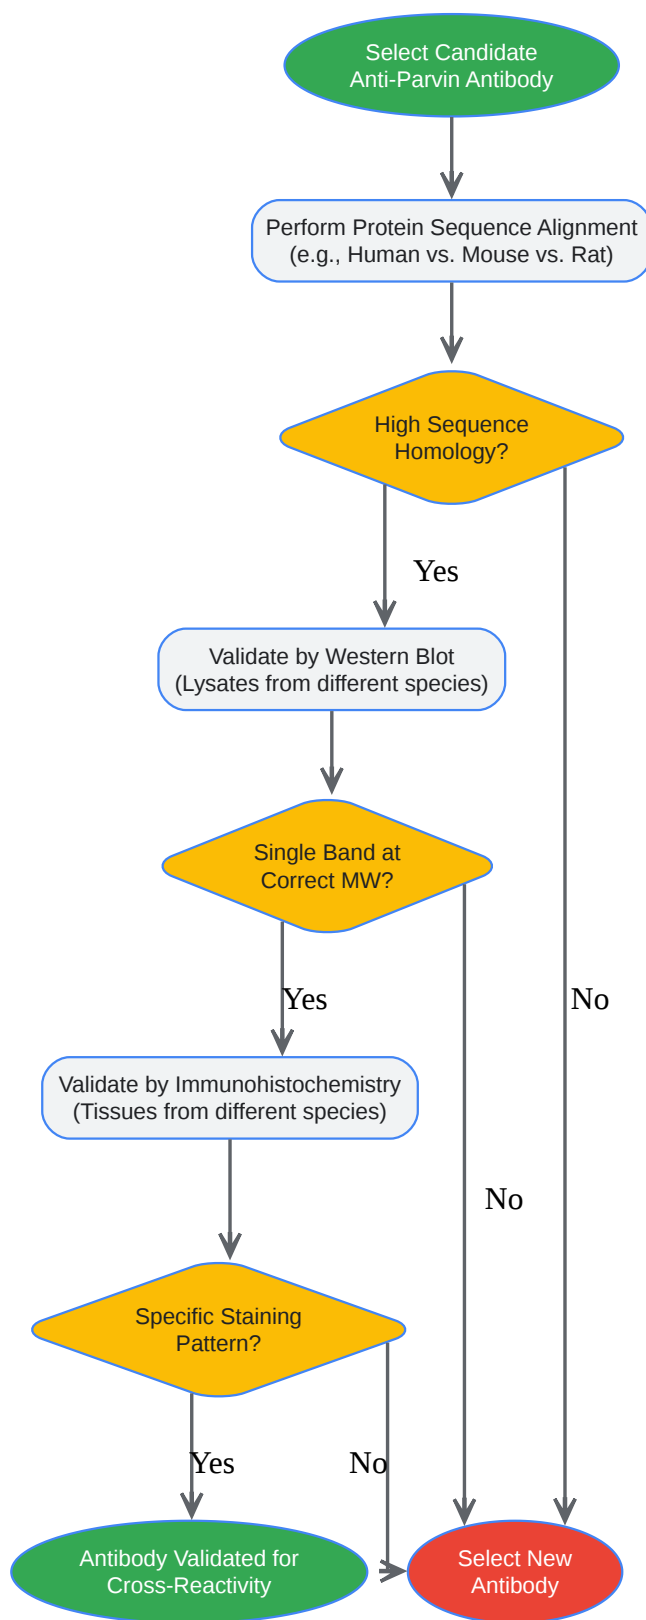 Select Candidate
Anti-Parvin Antibody
Perform Protein Sequence Alignment
(e.g., Human vs. Mouse vs. Rat)
High Sequence
Homology?
Yes
Validate by Western Blot
(Lysates from different species)
Single Band at
Correct MW?
Yes
No
Validate by Immunohistochemistry
(Tissues from different species)
No
Specific Staining
Pattern?
Yes
No
Antibody Validated for
Cross-Reactivity
Select New
Antibody